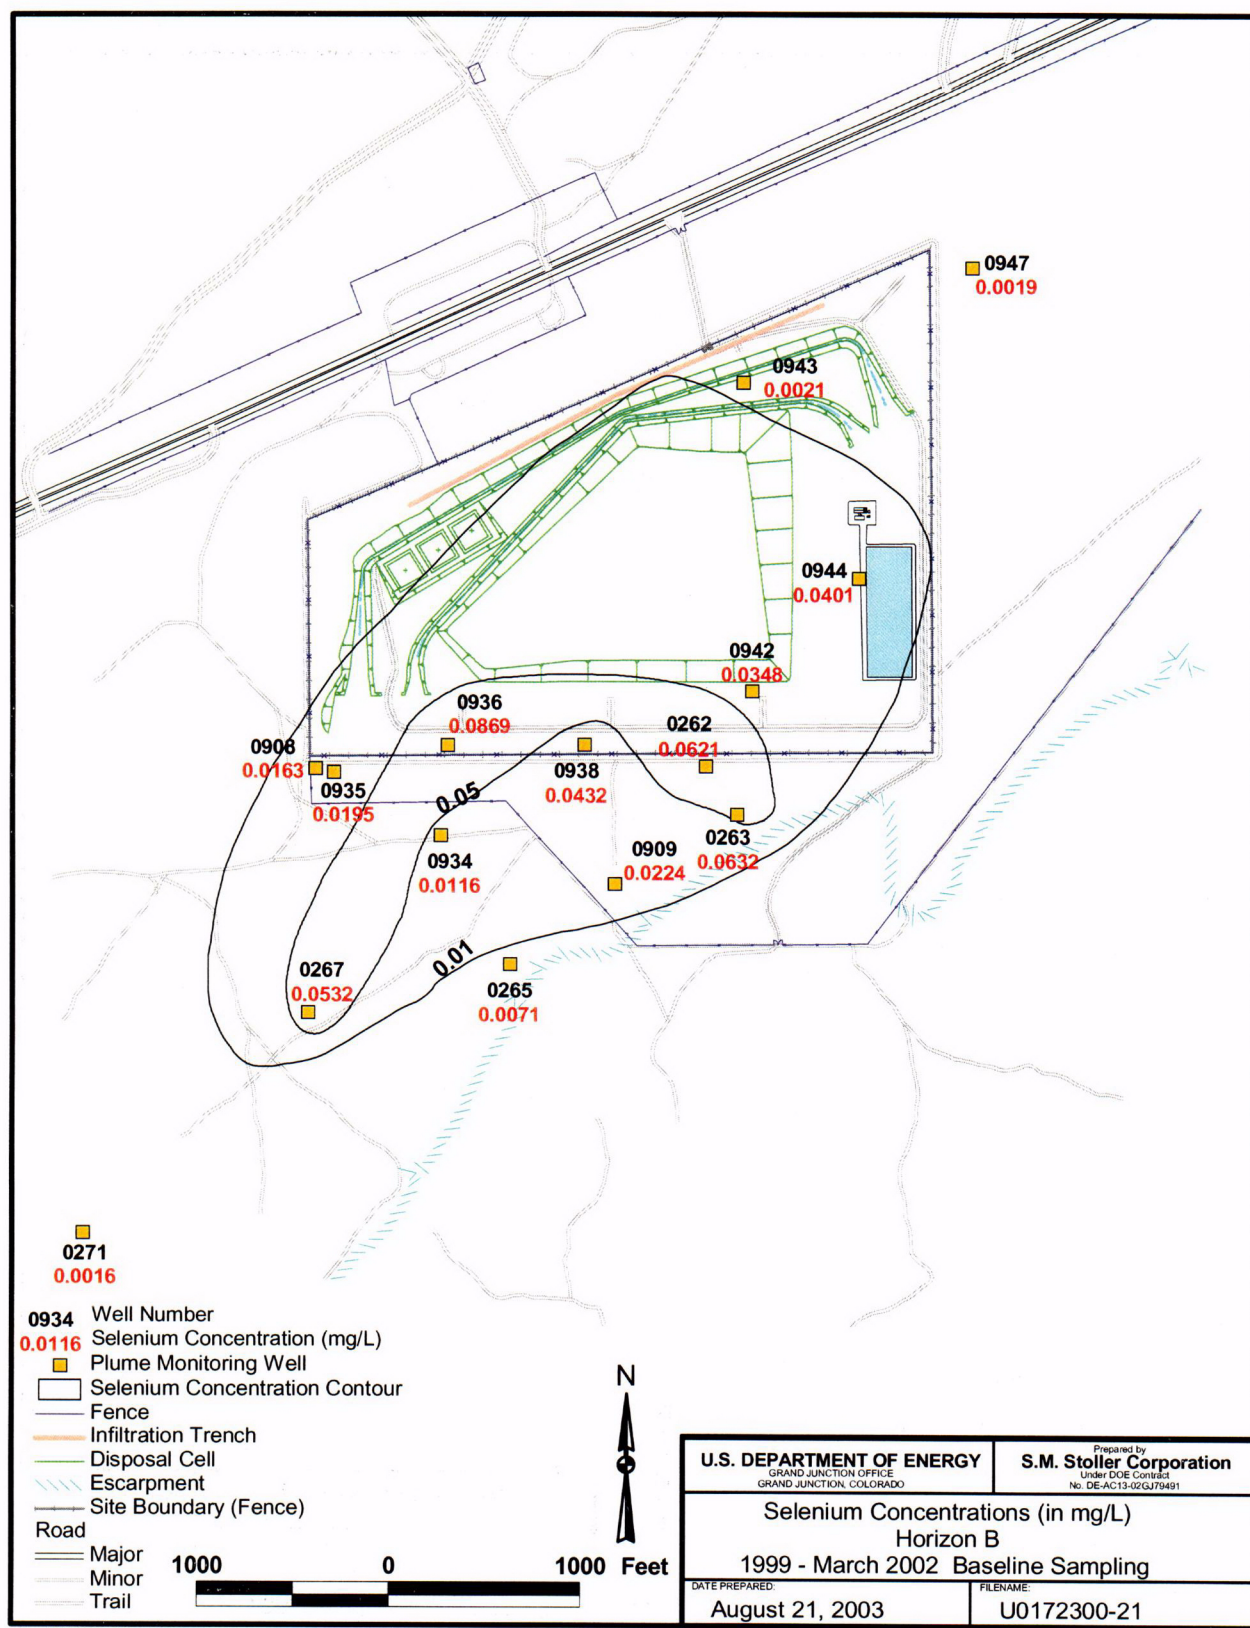 0947
0.0019
0943
0.0021
0944
0.0401
0942
0.0348
0936
0.0869
0262
0.0621
0908
0.0163
0935
0.0195
0938
0.0432
0.05
0934
0.0116
0909
0.0224
0263
0.0632
0.01
0267
0.0532
0265
0.0071
0271
0.0016
0934 Well Number
0.0116 Selenium Concentration (mg/L)
Plume Monitoring Well
Selenium Concentration Contour
Fence
Infiltration Trench
Disposal Cell
Escarpment
Site Boundary (Fence)
Road
Major
Minor
Trail
N
1000 0 1000 Feet
U.S. DEPARTMENT OF ENERGY
GRAND JUNCTION OFFICE
GRAND JUNCTION, COLORADO
Prepared by
S.M. Stoller Corporation
Under DOE Contract
No. DE-AC13-02GJ79491
Selenium Concentrations (in mg/L)
Horizon B
1999 - March 2002 Baseline Sampling
DATE PREPARED:
August 21, 2003
FILENAME:
U0172300-21